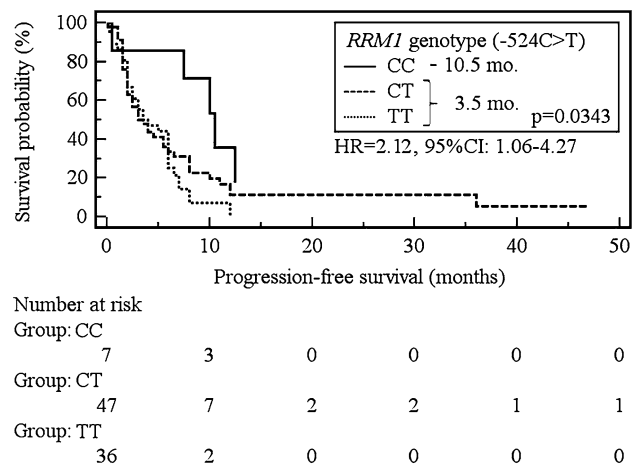 Survival probability (%)
100
80
60
40
20
0
RRM1 genotype (-524C>T)
CC - 10.5 mo.
CT
3.5 mo.
TT
p=0.0343
HR=2.12, 95%CI: 1.06-4.27
0 10 20 30 40 50
Progression-free survival (months)
Number at risk
Group: CC
7 3 0 0 0 0
Group: CT
47 7 2 2 1 1
Group: TT
36 2 0 0 0 0